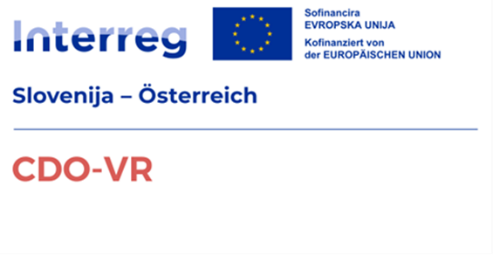 Interreg
Sofinancira
EVROPSKA UNIJA
Kofinanziert von
der EUROPÄISCHEN UNION
Slovenija – Österreich
CDO-VR